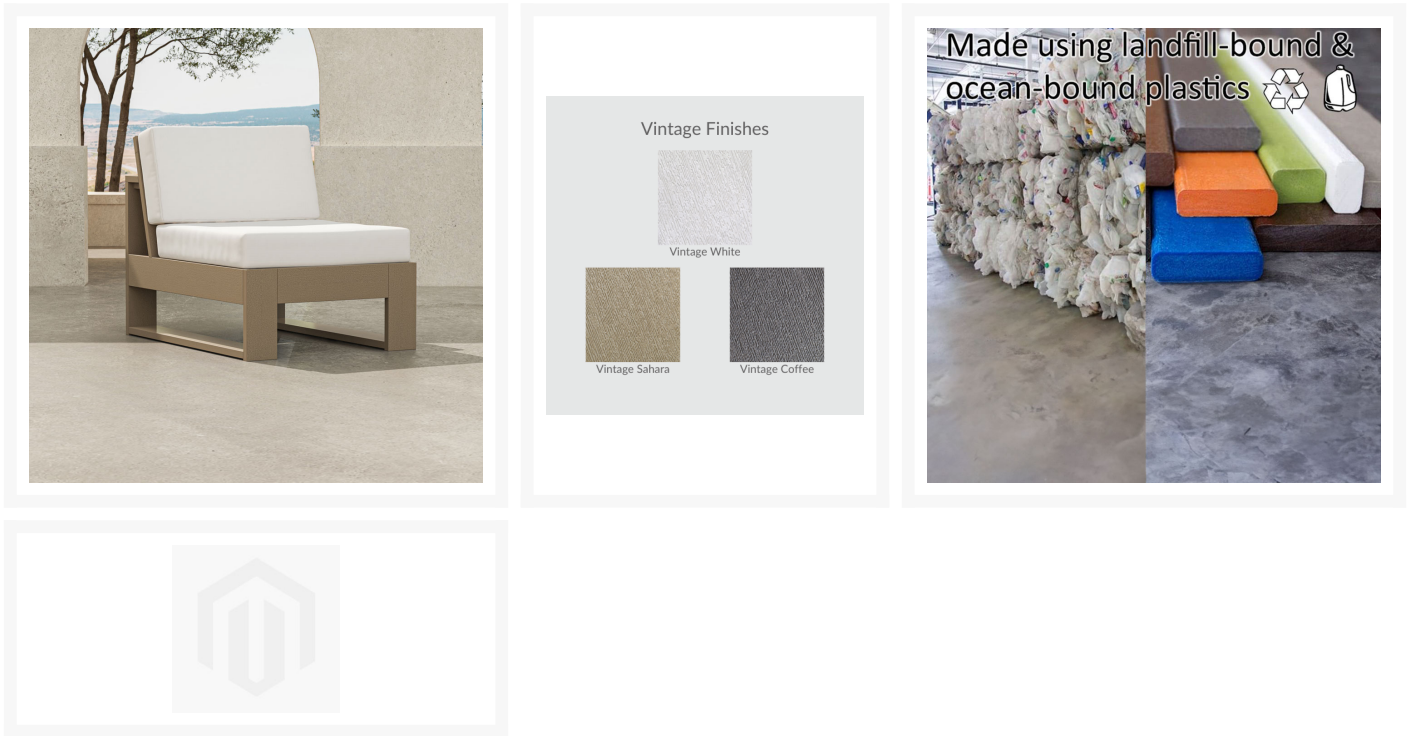 Vintage Finishes
Vintage White
Vintage Sahara
Vintage Coffee
Made using landfill-bound &
ocean-bound plastics